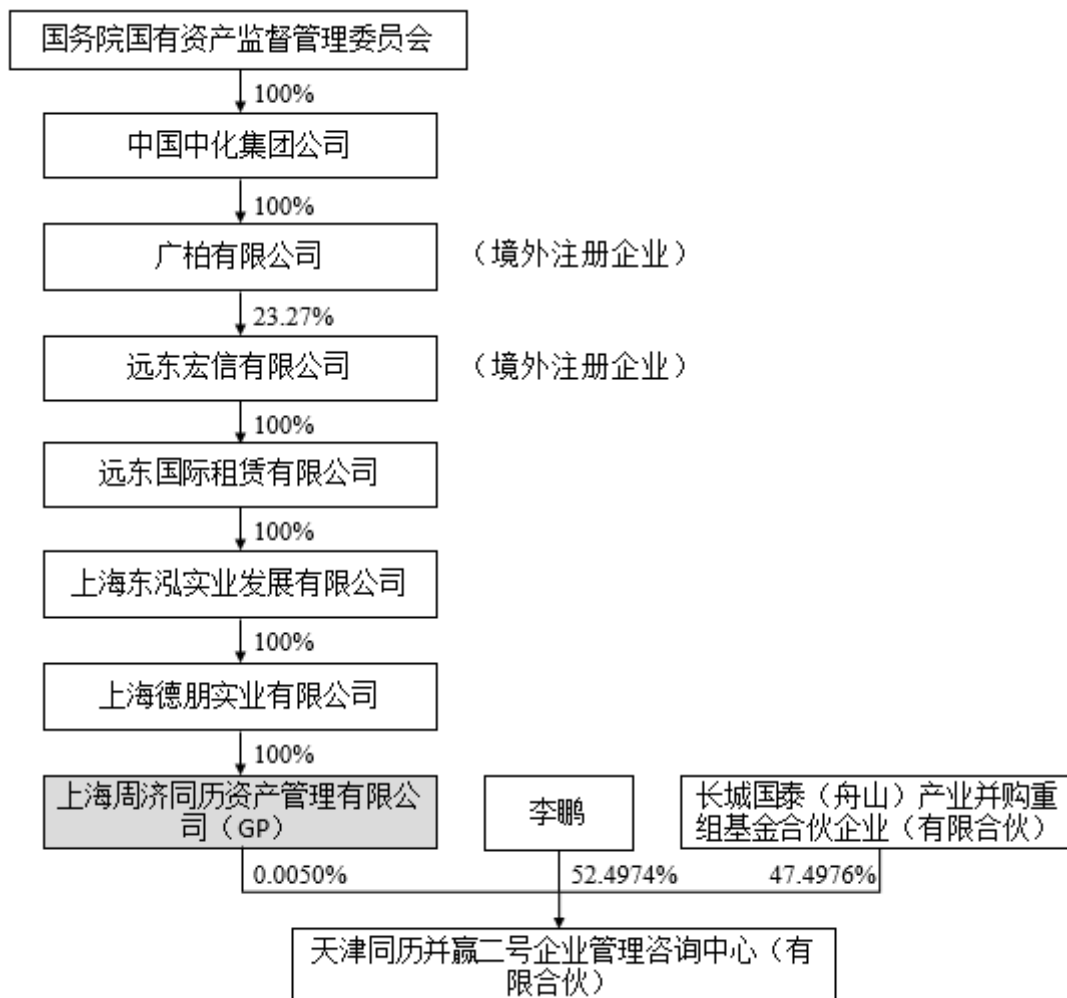 国务院国有资产监督管理委员会
100%
中国中化集团公司
100%
广柏有限公司
（境外注册企业）
23.27%
远东宏信有限公司
（境外注册企业）
100%
远东国际租赁有限公司
100%
上海东泓实业发展有限公司
100%
上海德朋实业有限公司
100%
上海周济同历资产管理有限公
司（GP）
李鹏
长城国泰（舟山）产业并购重
组基金合伙企业（有限合伙）
0.0050%
52.4974%
47.4976%
天津同历并赢二号企业管理咨询中心（有
限合伙）